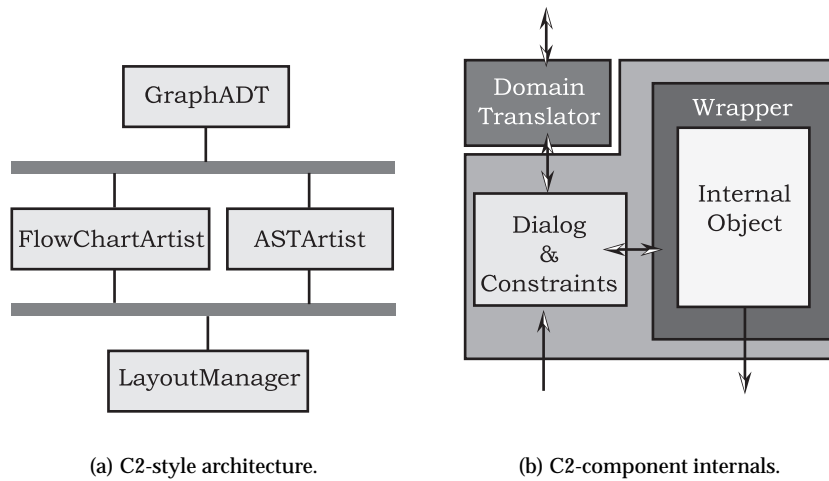 GraphADT
FlowChartArtist
ASTArtist
LayoutManager
(a) C2-style architecture.
Domain
Translator
Wrapper
Internal
Object
Dialog
&
Constraints
(b) C2-component internals.